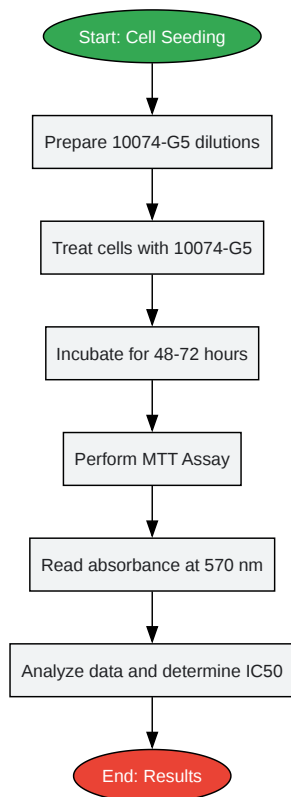 Start: Cell Seeding
Prepare 10074-G5 dilutions
Treat cells with 10074-G5
Incubate for 48-72 hours
Perform MTT Assay
Read absorbance at 570 nm
Analyze data and determine IC50
End: Results